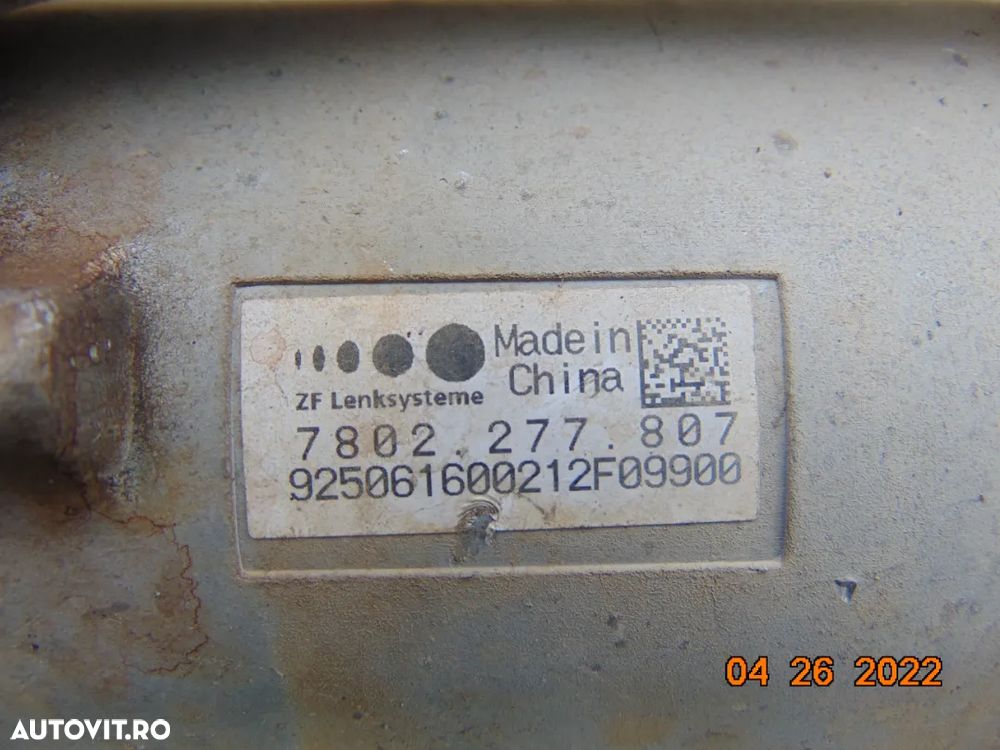 Made in
China
ZF Lenksysteme
7802.277.807
925061600212F09900
04 26 2022
AUTOVIT.RO